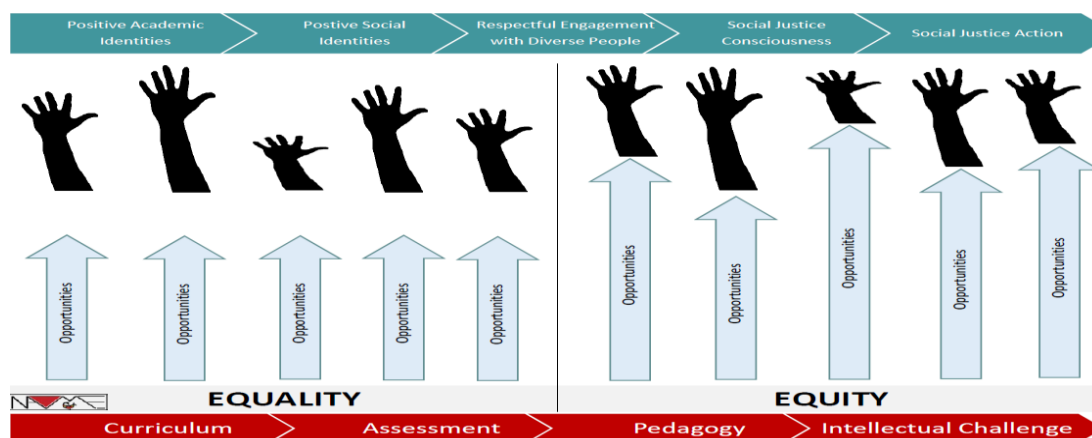 Positive Academic
Identities
Postive Social
Identities
Respectful Engagement
with Diverse People
Social Justice
Consciousness
Social Justice Action
Opportunities
Opportunities
Opportunities
Opportunities
Opportunities
Opportunities
Opportunities
Opportunities
Opportunities
Opportunities
EQUALITY
EQUITY
Curriculum
Assessment
Pedagogy
Intellectual Challenge